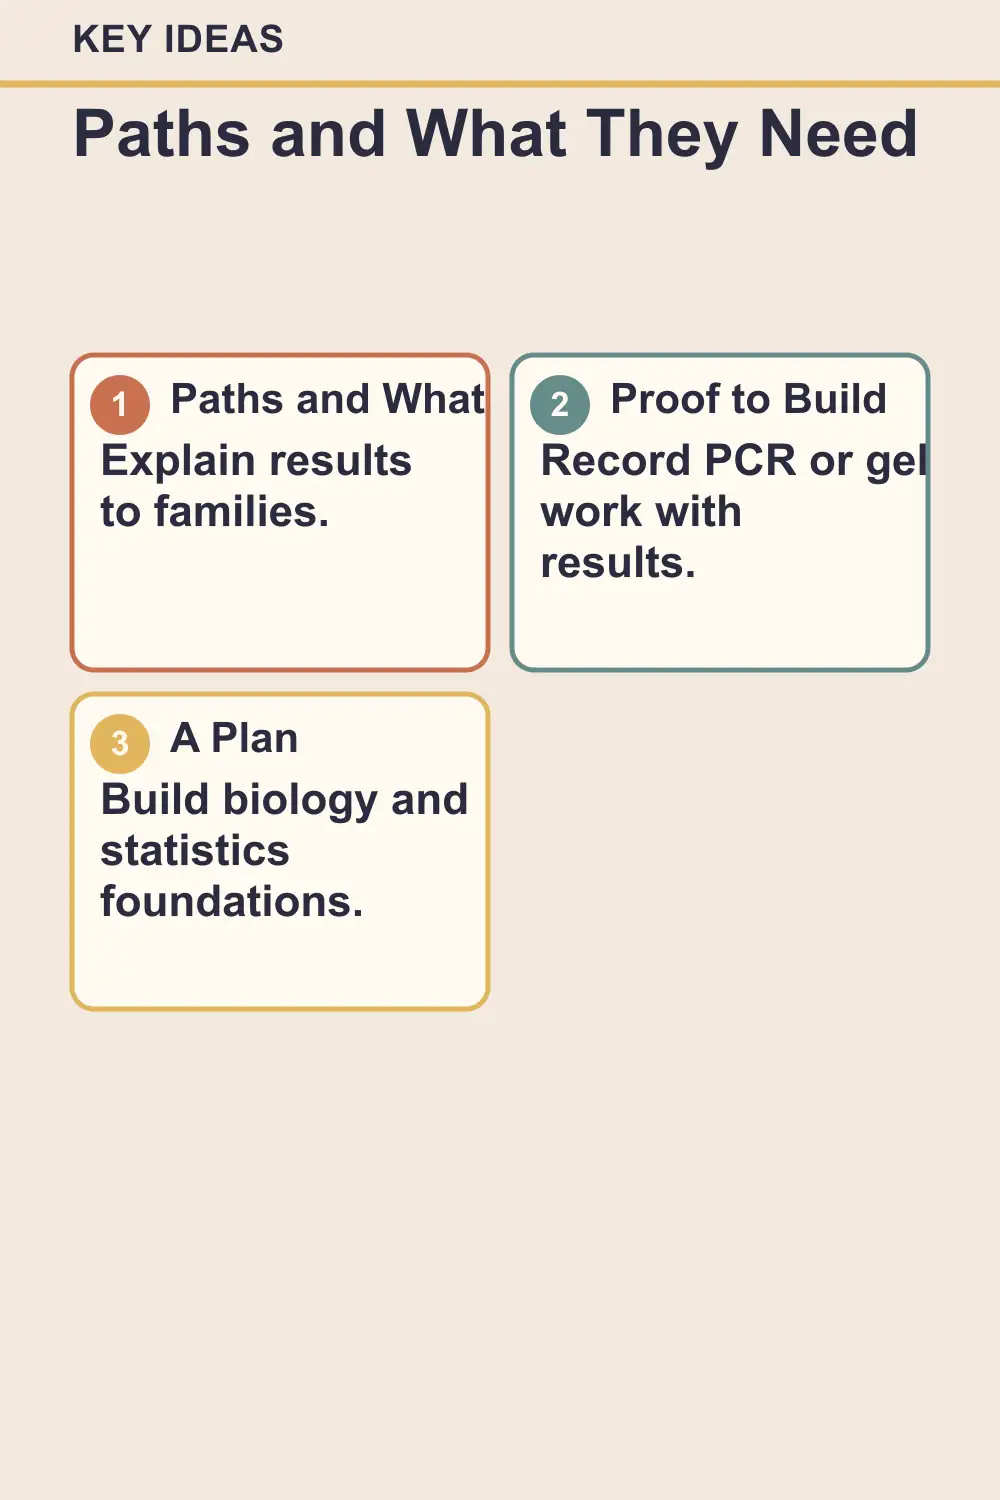 KEY IDEAS
Paths and What They Need
1 Paths and What
Explain results
to families.
2 Proof to Build
Record PCR or gel
work with
results.
3 A Plan
Build biology and
statistics
foundations.